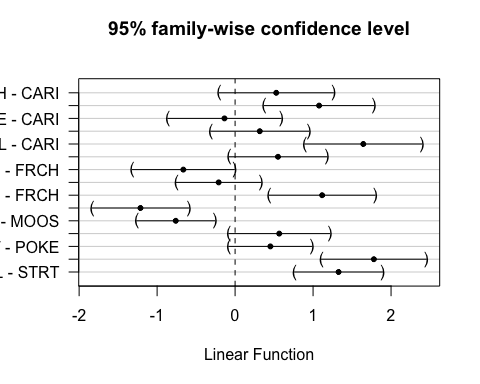 95% family-wise confidence level
H - CARI
E - CARI
L - CARI
- FRCH
- FRCH
- MOOS
- POKE
- STRT
-2 -1 0 1 2
Linear Function